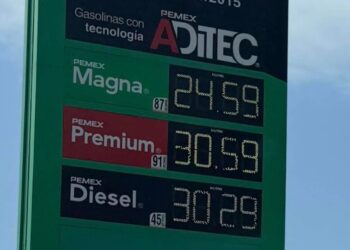 2015
Gasolinas con
tecnología
PEMEX
ADITEC
PEMEX
Magna
87
24.59
PEMEX
Premium
91
30.59
PEMEX
Diesel
45
30.29